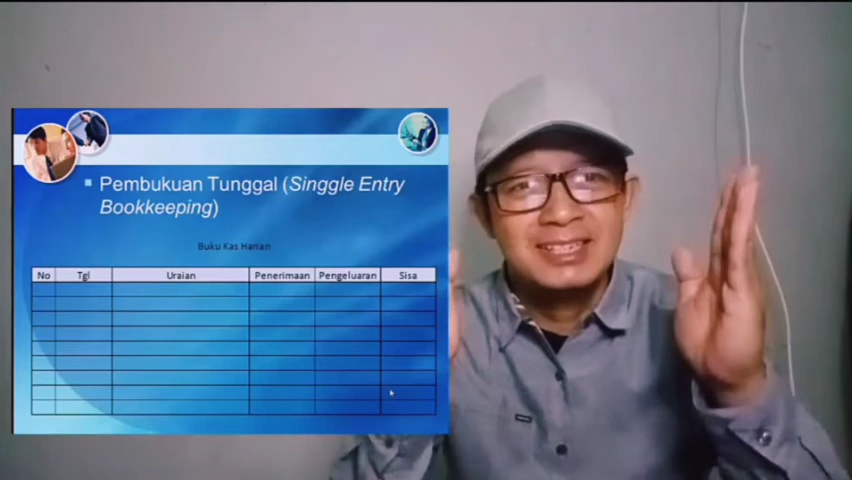 Pembukuan Tunggal (Singgle Entry
Bookkeeping)
Buku Kas Harian
No Tgl Uraian Penerimaan Pengeluaran Sisa